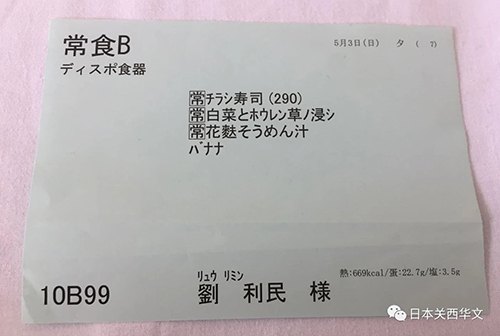 常食B
5月3日(日) 夕 ( 7)
ディスポ食器
常ﾁﾗｼ寿司(290)
常白菜とﾎｳﾚﾝ草ﾉ浸ｼ
常花麩そうめん汁
ﾊﾞﾅﾅ
熱:669kcal/蛋:22.7g/塩:3.5g
ﾘｭｳ ﾘﾐﾝ
10B99 劉 利民 様
日本关西华文